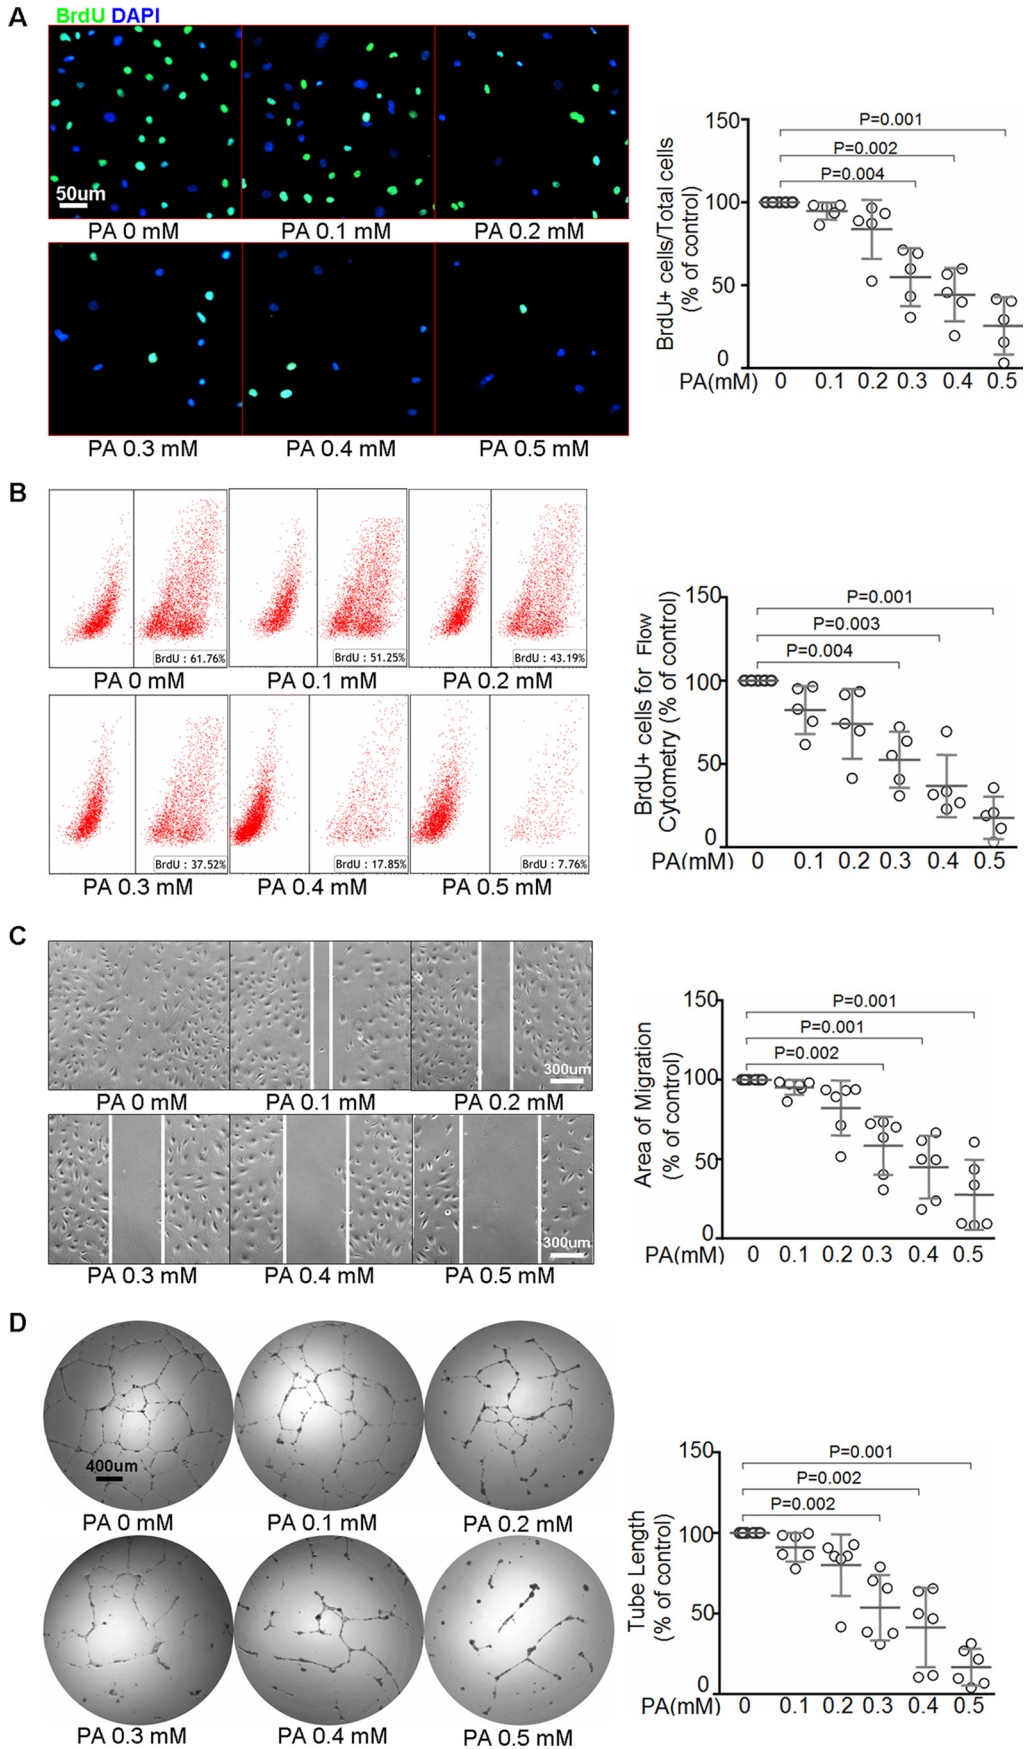 A
BrdU DAPI
50um
PA 0 mM
PA 0.1 mM
PA 0.2 mM
PA 0.3 mM
PA 0.4 mM
PA 0.5 mM
BrdU+ cells/Total cells
(% of control)
150
100
50
0
P=0.001
P=0.002
P=0.004
PA(mM)
0
0.1
0.2
0.3
0.4
0.5
B
BrdU : 61.76%
BrdU : 51.25%
BrdU : 43.19%
PA 0 mM
PA 0.1 mM
PA 0.2 mM
BrdU : 37.52%
BrdU : 17.85%
BrdU : 7.76%
PA 0.3 mM
PA 0.4 mM
PA 0.5 mM
BrdU+ cells for Flow
Cytometry (% of control)
150
100
50
0
P=0.001
P=0.003
P=0.004
PA(mM)
0
0.1
0.2
0.3
0.4
0.5
C
300um
PA 0 mM
PA 0.1 mM
PA 0.2 mM
300um
PA 0.3 mM
PA 0.4 mM
PA 0.5 mM
Area of Migration
(% of control)
150
100
50
0
P=0.001
P=0.001
P=0.002
PA(mM)
0
0.1
0.2
0.3
0.4
0.5
D
400um
PA 0 mM
PA 0.1 mM
PA 0.2 mM
PA 0.3 mM
PA 0.4 mM
PA 0.5 mM
Tube Length
(% of control)
150
100
50
0
P=0.001
P=0.002
P=0.002
PA(mM)
0
0.1
0.2
0.3
0.4
0.5